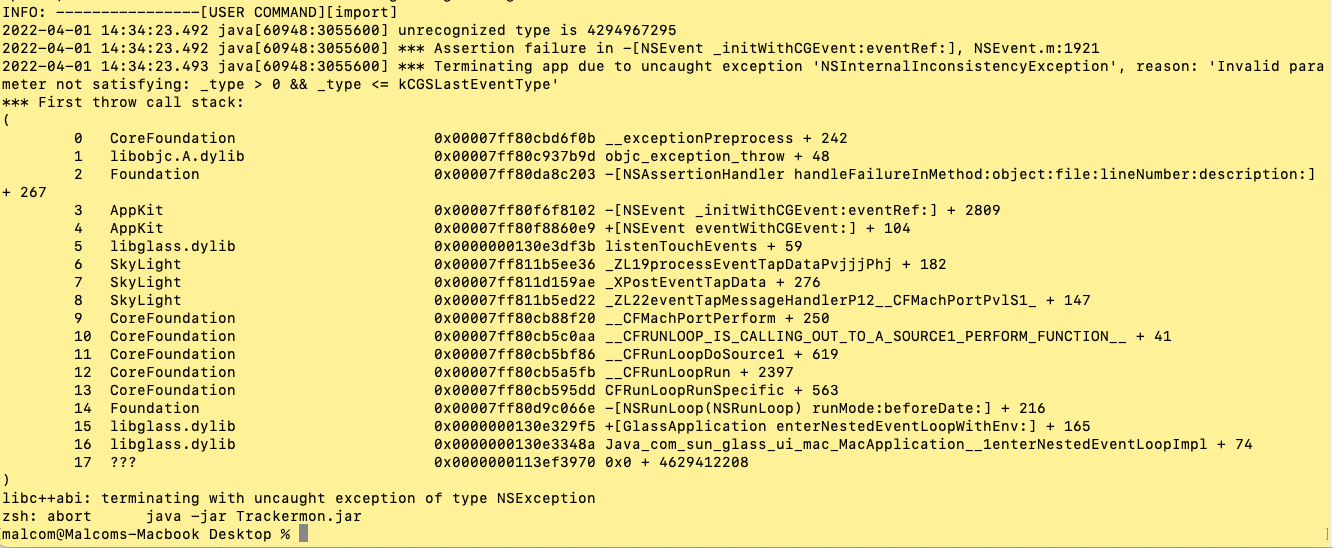 INFO: ----------------[USER COMMAND][import]
2022-04-01 14:34:23.492 java[60948:3055600] unrecognized type is 4294967295
2022-04-01 14:34:23.492 java[60948:3055600] *** Assertion failure in -[NSEvent _initWithCGEvent:eventRef:], NSEvent.m:1921
2022-04-01 14:34:23.493 java[60948:3055600] *** Terminating app due to uncaught exception 'NSInternalInconsistencyException', reason: 'Invalid para
meter not satisfying: _type > 0 && _type <= kCGSLastEventType'
*** First throw call stack:
(
0   CoreFoundation                      0x00007ff80cbd6f0b __exceptionPreprocess + 242
1   libobjc.A.dylib                     0x00007ff80c937b9d objc_exception_throw + 48
2   Foundation                          0x00007ff80da8c203 -[NSAssertionHandler handleFailureInMethod:object:file:lineNumber:description:]
+ 267
3   AppKit                              0x00007ff80f6f8102 -[NSEvent _initWithCGEvent:eventRef:] + 2809
4   AppKit                              0x00007ff80f8860e9 +[NSEvent eventWithCGEvent:] + 104
5   libglass.dylib                      0x0000000130e3df3b listenTouchEvents + 59
6   SkyLight                            0x00007ff811b5ee36 _ZL19processEventTapDataPvjjjPhj + 182
7   SkyLight                            0x00007ff811d159ae _XPostEventTapData + 276
8   SkyLight                            0x00007ff811b5ed22 _ZL22eventTapMessageHandlerP12__CFMachPortPvlS1_ + 147
9   CoreFoundation                      0x00007ff80cb88f20 __CFMachPortPerform + 250
10  CoreFoundation                      0x00007ff80cb5c0aa __CFRUNLOOP_IS_CALLING_OUT_TO_A_SOURCE1_PERFORM_FUNCTION__ + 41
11  CoreFoundation                      0x00007ff80cb5bf86 __CFRunLoopDoSource1 + 619
12  CoreFoundation                      0x00007ff80cb5a5fb __CFRunLoopRun + 2397
13  CoreFoundation                      0x00007ff80cb595dd CFRunLoopRunSpecific + 563
14  Foundation                          0x00007ff80d9c066e -[NSRunLoop(NSRunLoop) runMode:beforeDate:] + 216
15  libglass.dylib                      0x0000000130e329f5 +[GlassApplication enterNestedEventLoopWithEnv:] + 165
16  libglass.dylib                      0x0000000130e3348a Java_com_sun_glass_ui_mac_MacApplication__1enterNestedEventLoopImpl + 74
17  ???                                 0x0000000113ef3970 0x0 + 4629412208
)
libc++abi: terminating with uncaught exception of type NSException
zsh: abort      java -jar Trackermon.jar
[malcom@Malcoms-Macbook Desktop % ]